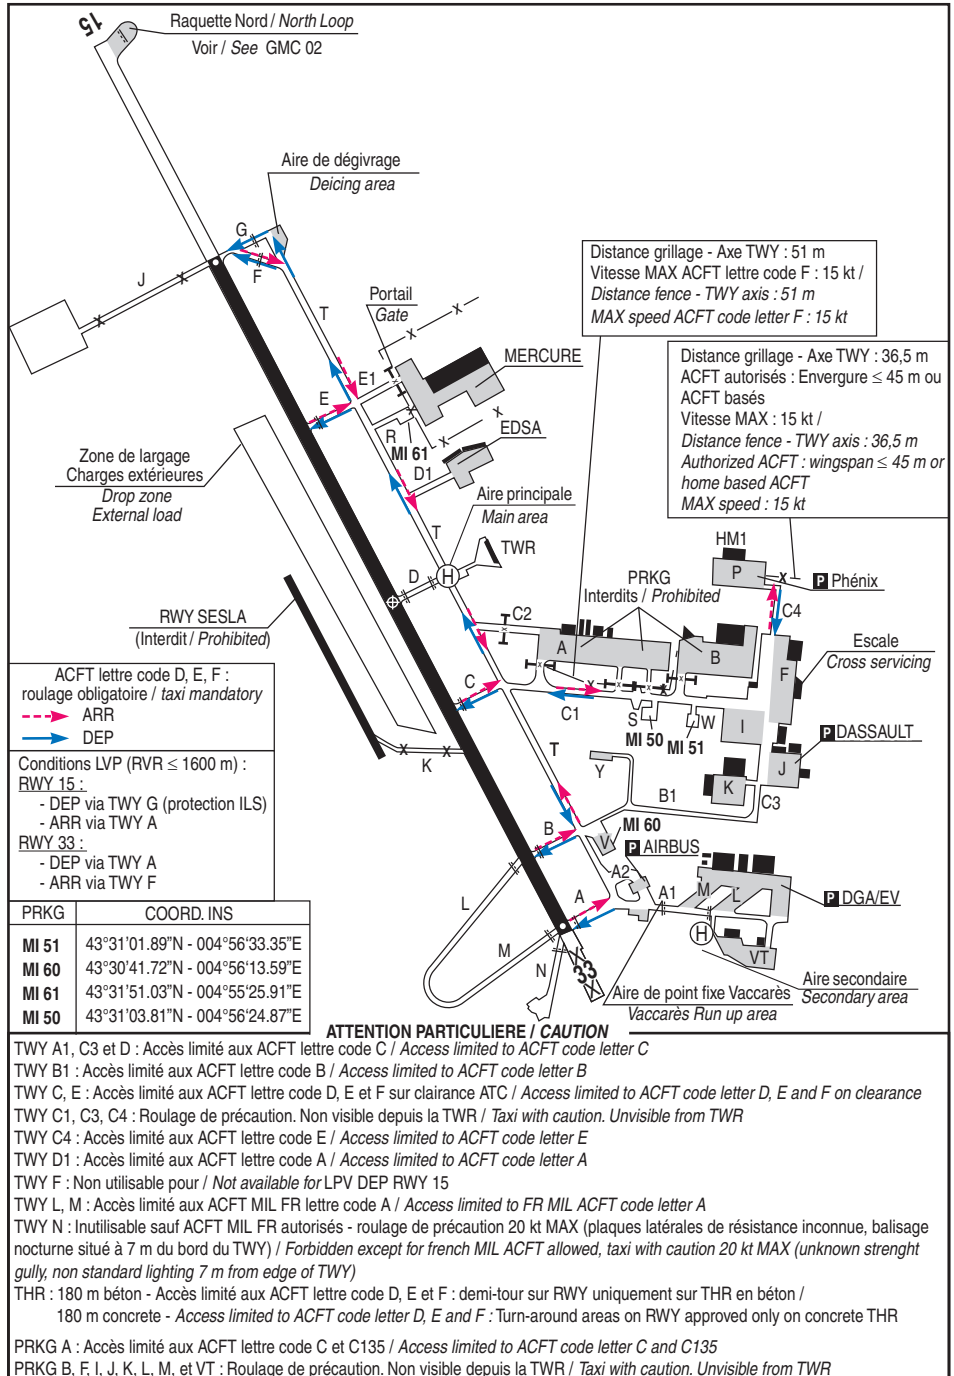 15
Raquette Nord / North Loop
Voir / See GMC 02
Aire de dégivrage
Deicing area
G
F
J
T
Distance grillage - Axe TWY : 51 m
Vitesse MAX ACFT lettre code F : 15 kt /
Distance fence - TWY axis : 51 m
MAX speed ACFT code letter F : 15 kt
Portail
Gate
X
X
MERCURE
E1
E
R
MI 61
X
X
EDSA
D1
Distance grillage - Axe TWY : 36,5 m
ACFT autorisés : Envergure ≤ 45 m ou
ACFT basés
Vitesse MAX : 15 kt /
Distance fence - TWY axis : 36,5 m
Authorized ACFT : wingspan ≤ 45 m or
home based ACFT
MAX speed : 15 kt
Zone de largage
Charges extérieures
Drop zone
External load
Aire principale
Main area
T
TWR
D
H
HM1
P
X
P Phénix
PRKG
Interdits / Prohibited
C4
C2
RWY SESLA
(Interdit / Prohibited)
A
B
F
Escale
Cross servicing
ACFT lettre code D, E, F :
roulage obligatoire / taxi mandatory
ARR
DEP
C
C1
S
MI 50
W
MI 51
I
P DASSAULT
J
X X
K
T
Y
K
C3
B1
Conditions LVP (RVR ≤ 1600 m) :
RWY 15 :
- DEP via TWY G (protection ILS)
- ARR via TWY A
RWY 33 :
- DEP via TWY A
- ARR via TWY F
B
V
MI 60
P AIRBUS
A2
A1
M
L
P DGA/EV
L
A
H
VT
M
N
33
Aire de point fixe Vaccarès
Vaccarès Run up area
Aire secondaire
Secondary area
PRKG COORD. INS
MI 51 43°31'01.89"N - 004°56'33.35"E
MI 60 43°30'41.72"N - 004°56'13.59"E
MI 61 43°31'51.03"N - 004°55'25.91"E
MI 50 43°31'03.81"N - 004°56'24.87"E
ATTENTION PARTICULIERE / CAUTION
TWY A1, C3 et D : Accès limité aux ACFT lettre code C / Access limited to ACFT code letter C
TWY B1 : Accès limité aux ACFT lettre code B / Access limited to ACFT code letter B
TWY C, E : Accès limité aux ACFT lettre code D, E et F sur clairance ATC / Access limited to ACFT code letter D, E and F on clearance
TWY C1, C3, C4 : Roulage de précaution. Non visible depuis la TWR / Taxi with caution. Unvisible from TWR
TWY C4 : Accès limité aux ACFT lettre code E / Access limited to ACFT code letter E
TWY D1 : Accès limité aux ACFT lettre code A / Access limited to ACFT code letter A
TWY F : Non utilisable pour / Not available for LPV DEP RWY 15
TWY L, M : Accès limité aux ACFT MIL FR lettre code A / Access limited to FR MIL ACFT code letter A
TWY N : Inutilisable sauf ACFT MIL FR autorisés - roulage de précaution 20 kt MAX (plaques latérales de résistance inconnue, balisage
nocturne situé à 7 m du bord du TWY) / Forbidden except for french MIL ACFT allowed, taxi with caution 20 kt MAX (unknown strenght
gully, non standard lighting 7 m from edge of TWY)
THR : 180 m béton - Accès limité aux ACFT lettre code D, E et F : demi-tour sur RWY uniquement sur THR en béton /
180 m concrete - Access limited to ACFT code letter D, E and F : Turn-around areas on RWY approved only on concrete THR
PRKG A : Accès limité aux ACFT lettre code C et C135 / Access limited to ACFT code letter C and C135
PRKG B, F, I, J, K, L, M, et VT : Roulage de précaution. Non visible depuis la TWR / Taxi with caution. Unvisible from TWR